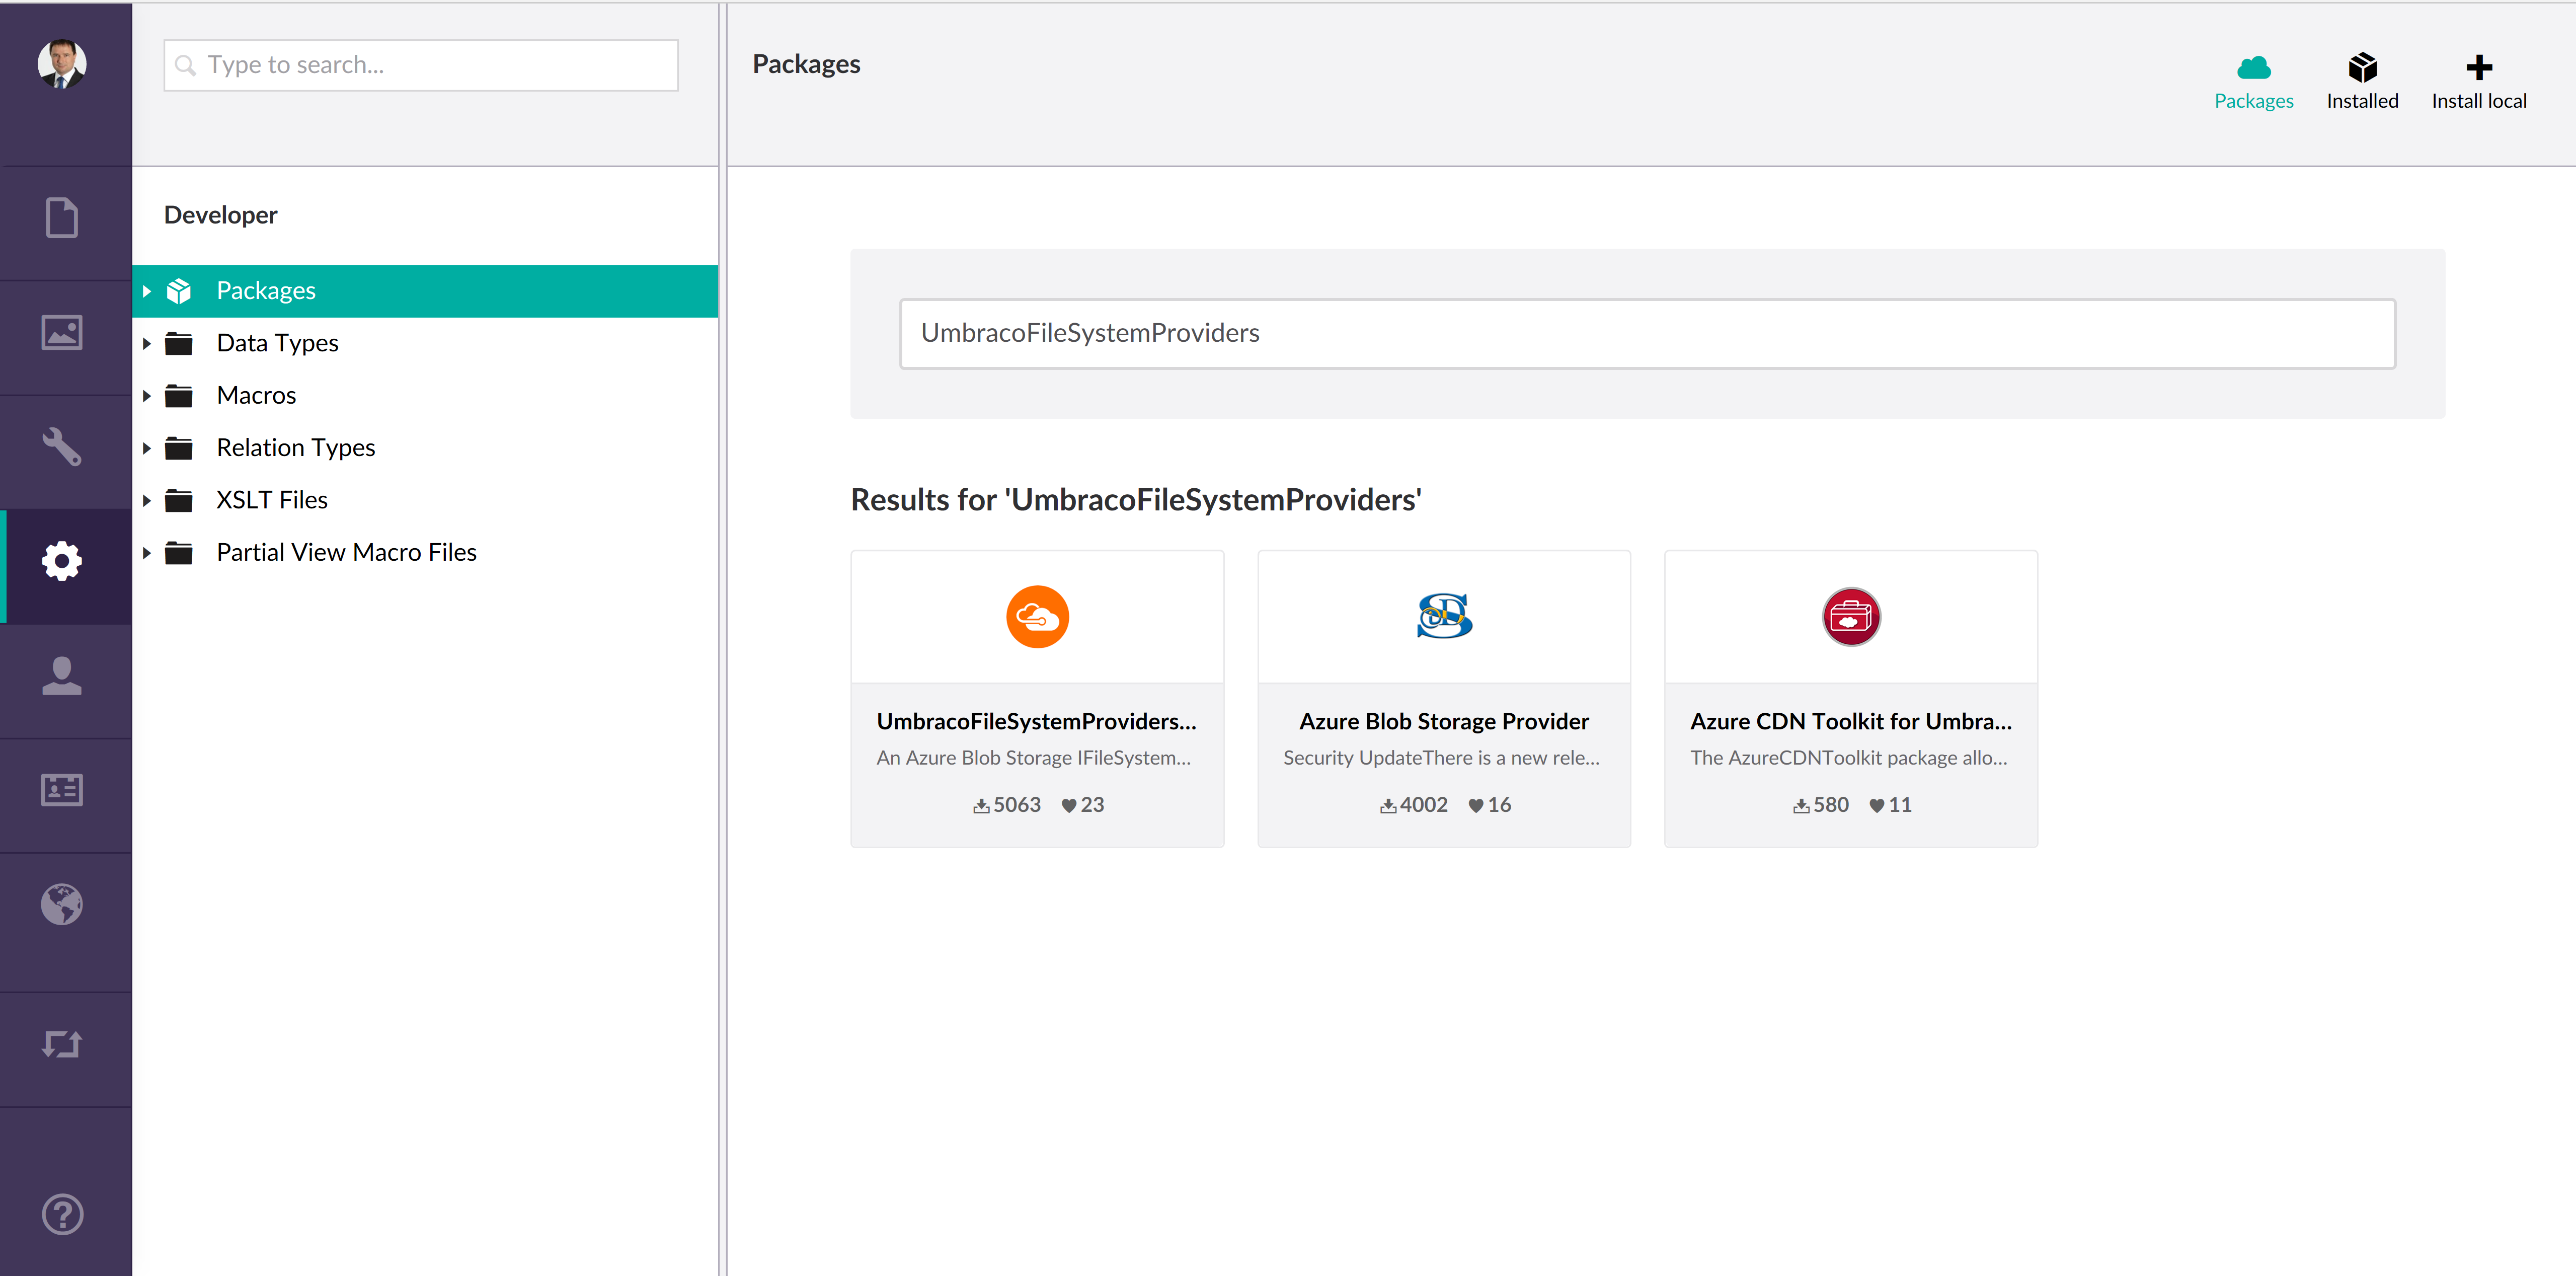 Type to search...
Packages
Packages
Installed
Install local
Developer
Packages
Data Types
Macros
Relation Types
XSLT Files
Partial View Macro Files
UmbracoFileSystemProviders
Results for 'UmbracoFileSystemProviders'
UmbracoFileSystemProviders...
An Azure Blob Storage IFileSystem...
5063 23
Azure Blob Storage Provider
Security UpdateThere is a new rele...
4002 16
Azure CDN Toolkit for Umbra...
The AzureCDNToolkit package allo...
580 11